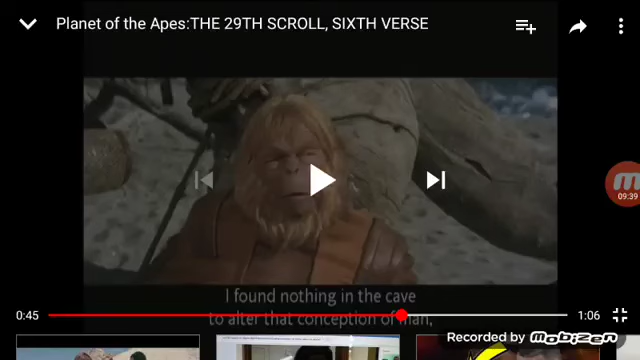 Planet of the Apes:THE 29TH SCROLL, SIXTH VERSE
09:39
I found nothing in the cave
to alter that conception of man,
0:45
1:06
Recorded by mobizen